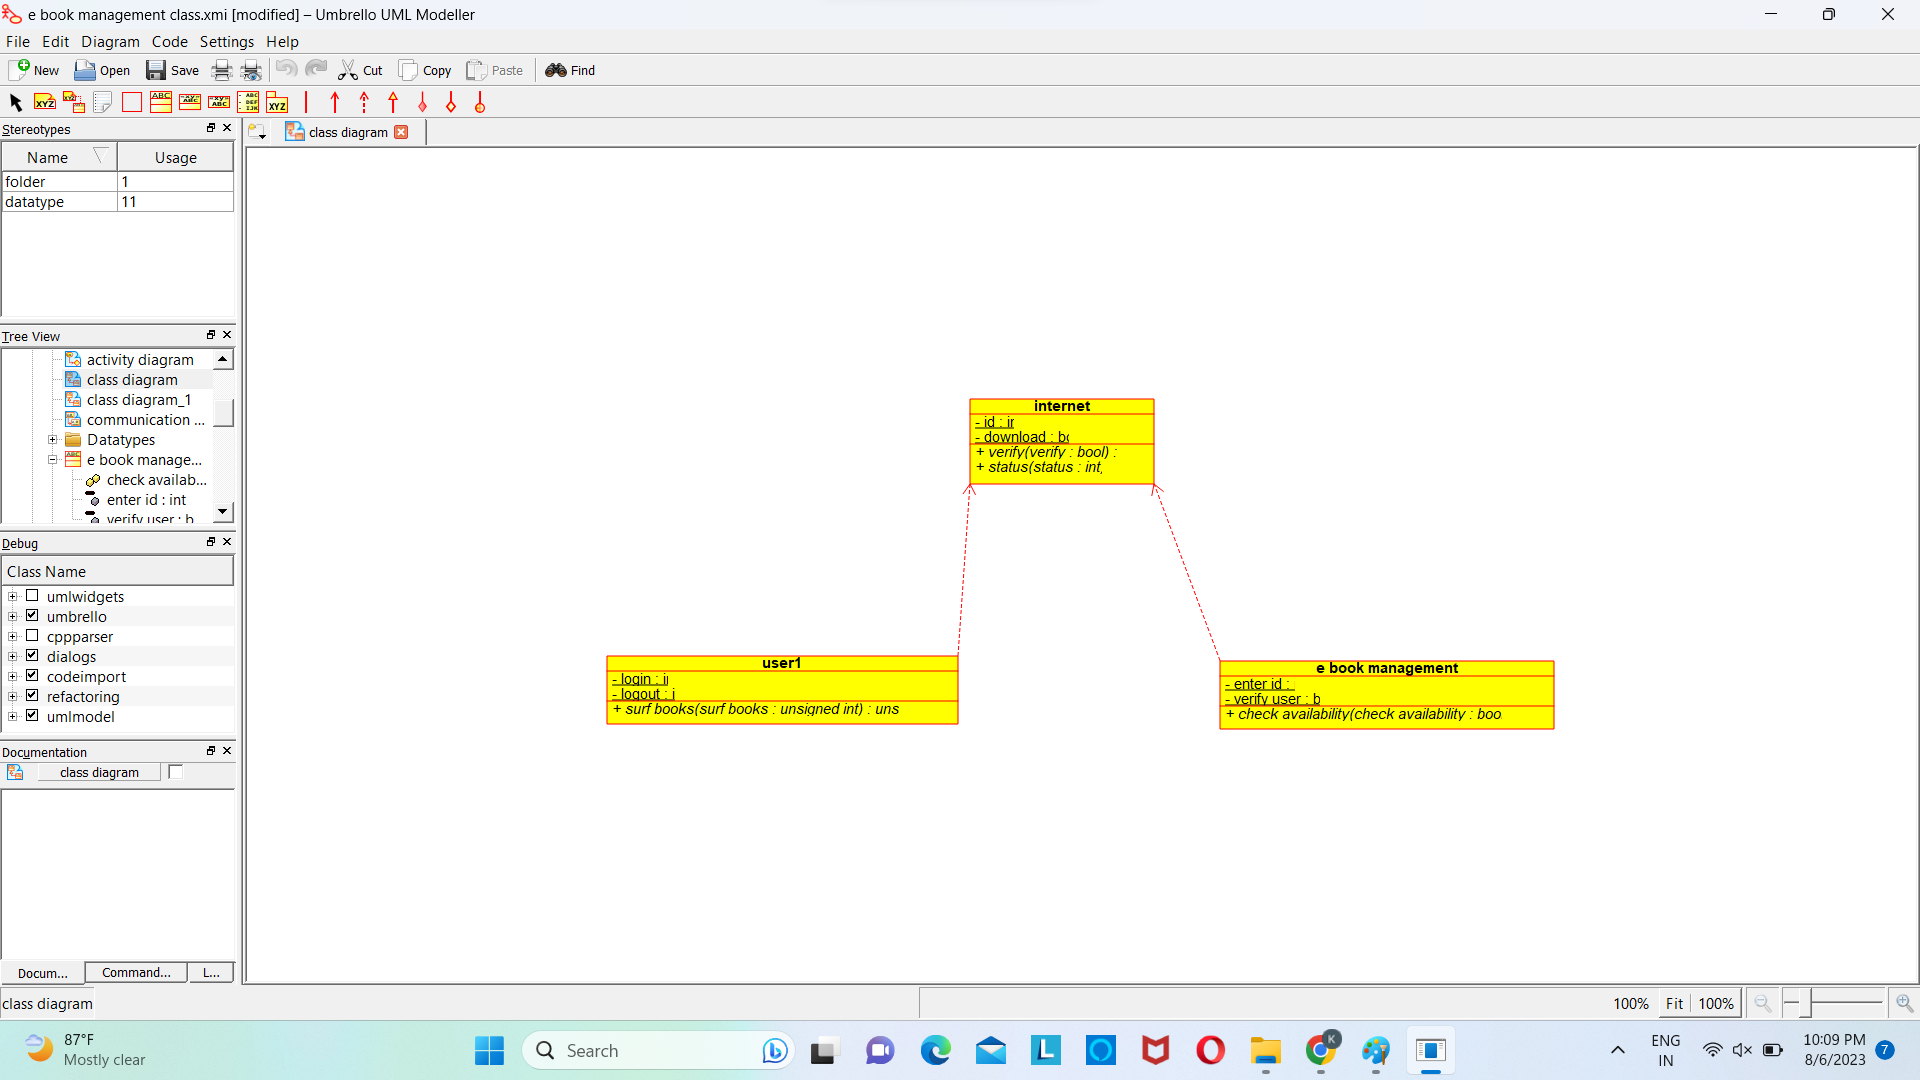 e book management class.xmi [modified] – Umbrello UML Modeller
File Edit Diagram Code Settings Help
New Open Save Cut Copy Paste Find
Stereotypes
class diagram
Name Usage
folder 1
datatype 11
Tree View
activity diagram
class diagram
class diagram_1
communication ...
Datatypes
e book manage...
check availab...
enter id : int
verify user : b
Debug
Class Name
umlwidgets
umbrello
cppparser
dialogs
codeimport
refactoring
umlmodel
Documentation
class diagram
Docum... Command... L...
internet
- id : ir
- download : bo
+ verify(verify : bool) :
+ status(status : int,
user1
- login : i
- logout : i
+ surf books(surf books : unsigned int) : uns
e book management
- enter id :
- verify user : b
+ check availability(check availability : boo
class diagram
100% Fit 100%
87°F
Mostly clear
Search
ENG
IN
10:09 PM
8/6/2023
7